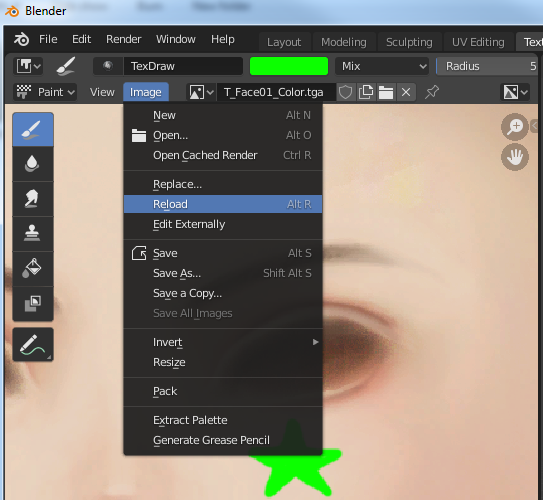 Blender
File Edit Render Window Help Layout Modeling Sculpting UV Editing Text
TexDraw Mix Radius 5
Paint View Image T_Face01_Color.tga
New Alt N
Open... Alt O
Open Cached Render Ctrl R
Replace...
Reload Alt R
Edit Externally
Save Alt S
Save As... Shift Alt S
Save a Copy...
Save All Images
Invert
Resize
Pack
Extract Palette
Generate Grease Pencil